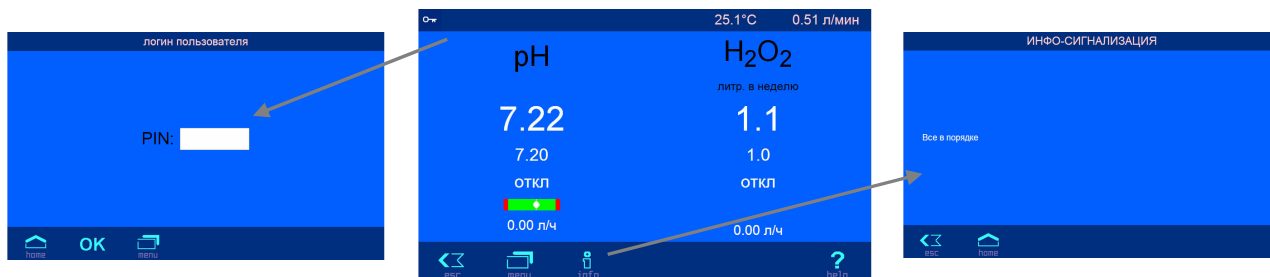 логин пользователя
PIN:
home
OK
menu
25.1°C 0.51 л/мин
pH
H₂O₂
литр. в неделю
7.22
1.1
7.20
1.0
откл
откл
0.00 л/ч
0.00 л/ч
esc
menu
info
help
ИНФО-СИГНАЛИЗАЦИЯ
Все в порядке
esc
home